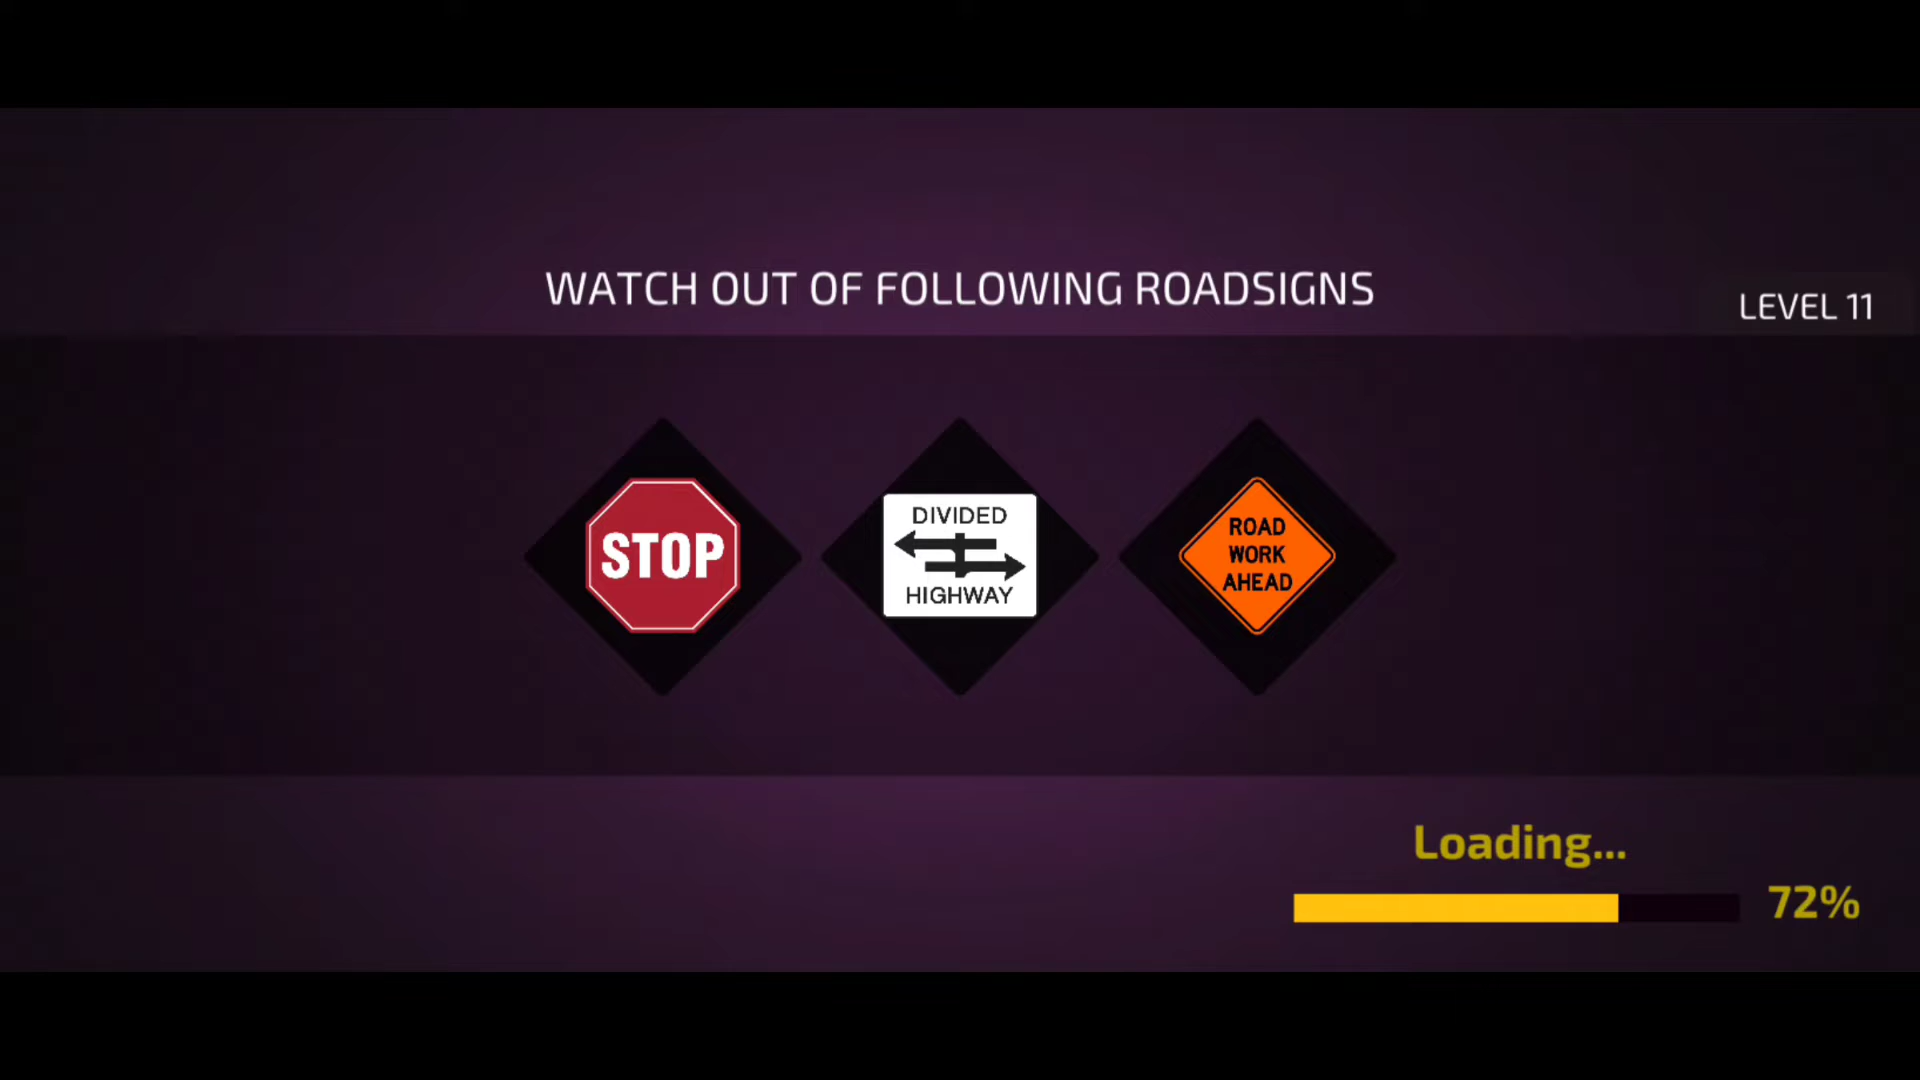 WATCH OUT OF FOLLOWING ROADSIGNS
LEVEL 11
STOP
DIVIDED
HIGHWAY
ROAD
WORK
AHEAD
Loading...
72%